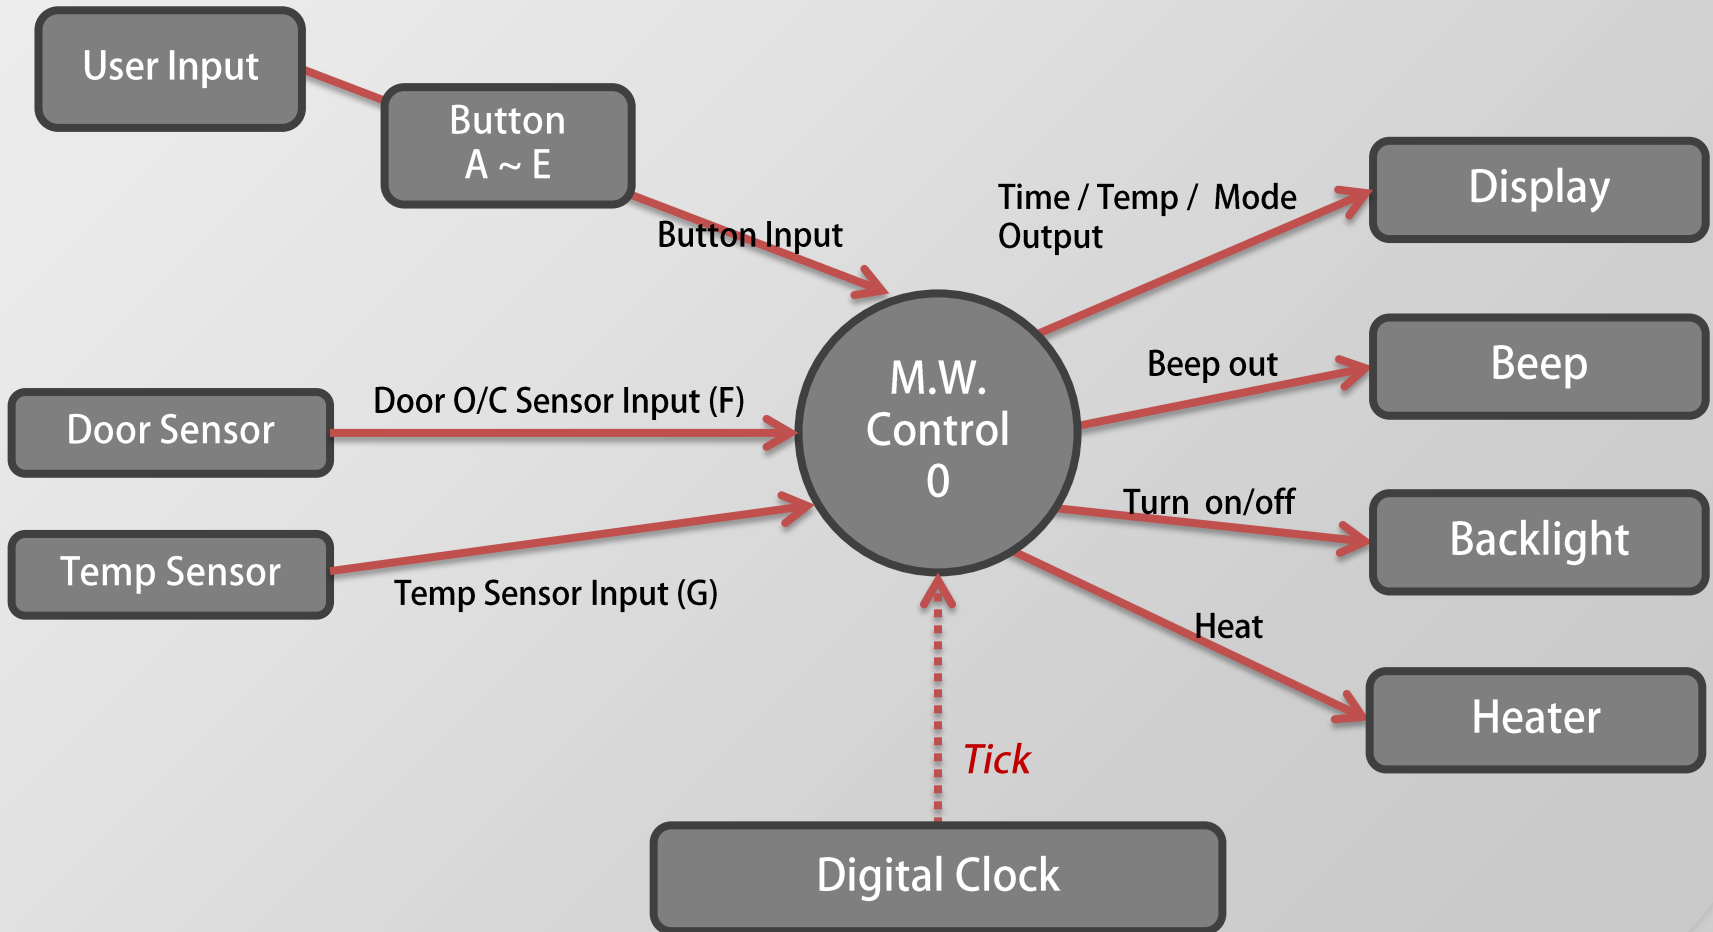 User Input
Button
A ~ E
Button Input
Time / Temp / Mode
Output
Display
Door Sensor
Door O/C Sensor Input (F)
M.W.
Control
0
Beep out
Beep
Temp Sensor
Temp Sensor Input (G)
Turn on/off
Backlight
Heat
Heater
Tick
Digital Clock